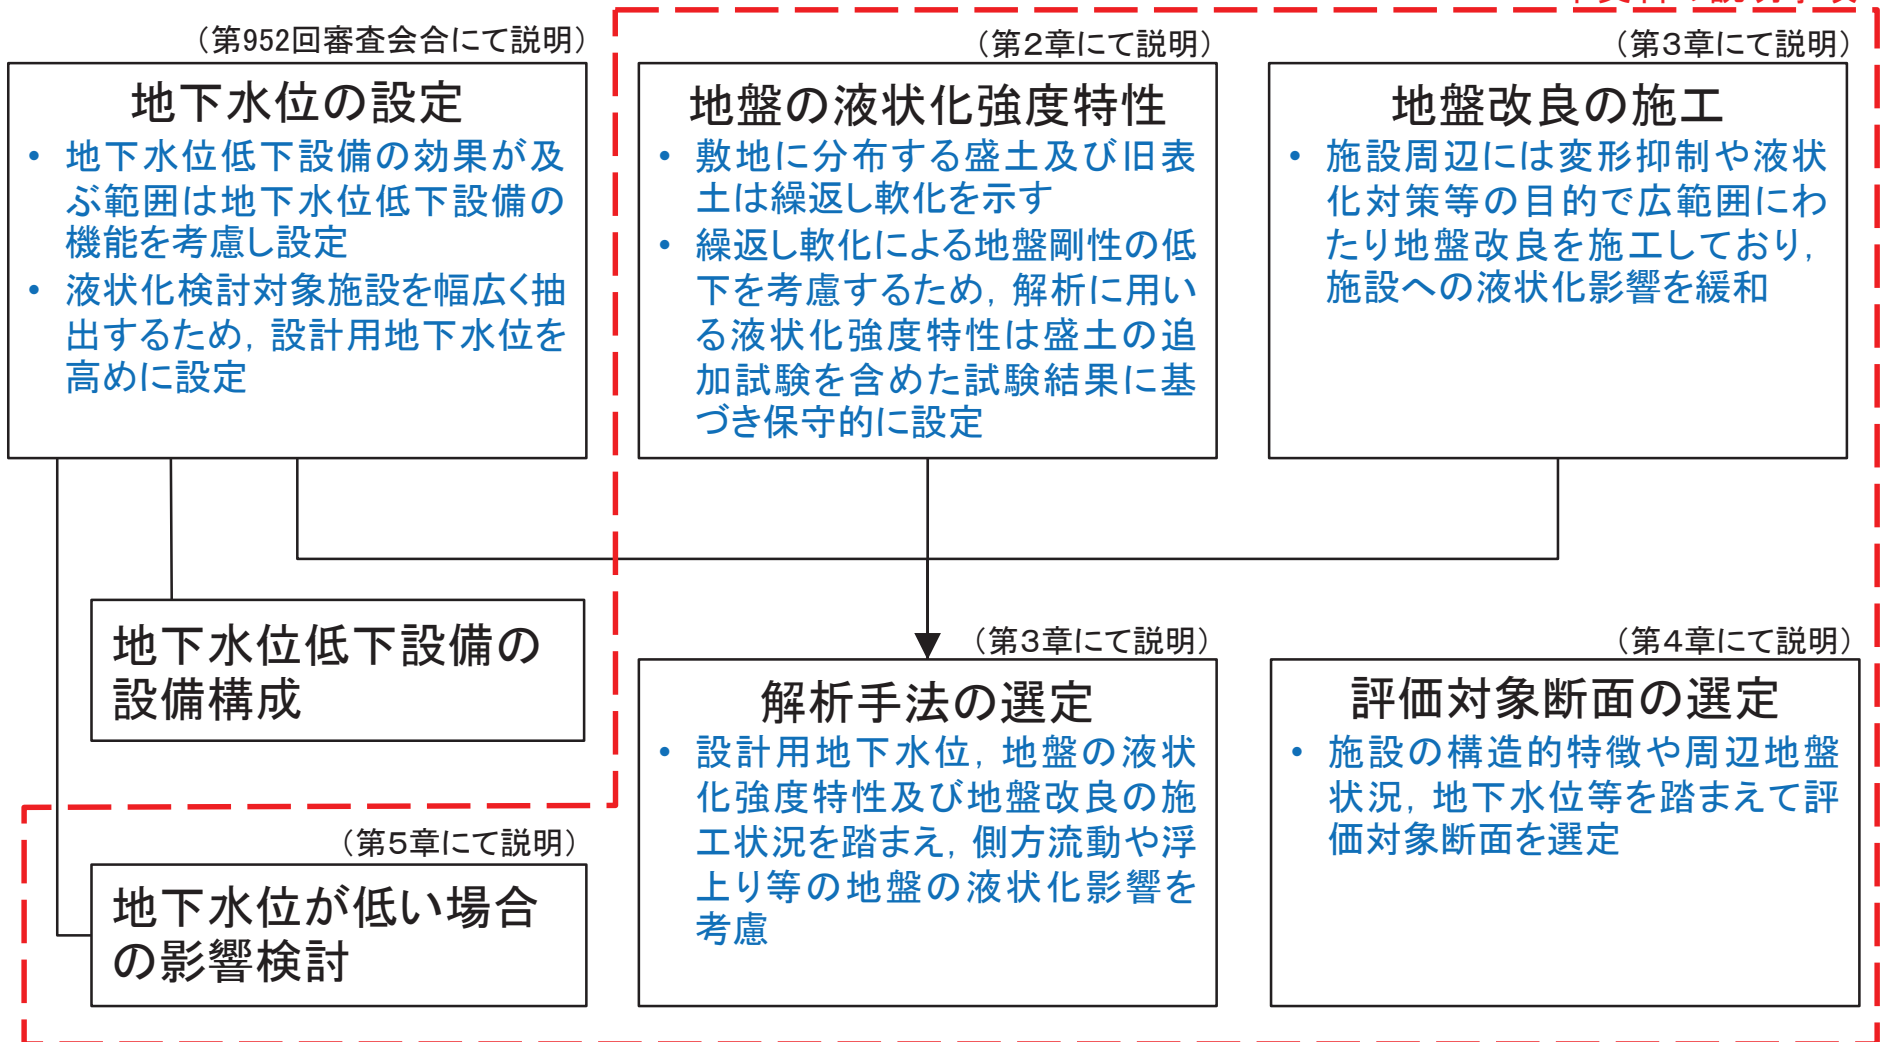 （第952回審査会合にて説明）
地下水位の設定
• 地下水位低下設備の効果が及
ぶ範囲は地下水位低下設備の
機能を考慮し設定
• 液状化検討対象施設を幅広く抽
出するため，設計用地下水位を
高めに設定
（第２章にて説明）
地盤の液状化強度特性
• 敷地に分布する盛土及び旧表
土は繰返し軟化を示す
• 繰返し軟化による地盤剛性の低
下を考慮するため，解析に用い
る液状化強度特性は盛土の追
加試験を含めた試験結果に基
づき保守的に設定
（第３章にて説明）
地盤改良の施工
• 施設周辺には変形抑制や液状
化対策等の目的で広範囲にわ
たり地盤改良を施工しており，
施設への液状化影響を緩和
地下水位低下設備の
設備構成
（第３章にて説明）
解析手法の選定
• 設計用地下水位，地盤の液状
化強度特性及び地盤改良の施
工状況を踏まえ，側方流動や浮
上り等の地盤の液状化影響を
考慮
（第４章にて説明）
評価対象断面の選定
• 施設の構造的特徴や周辺地盤
状況，地下水位等を踏まえて評
価対象断面を選定
（第５章にて説明）
地下水位が低い場合
の影響検討